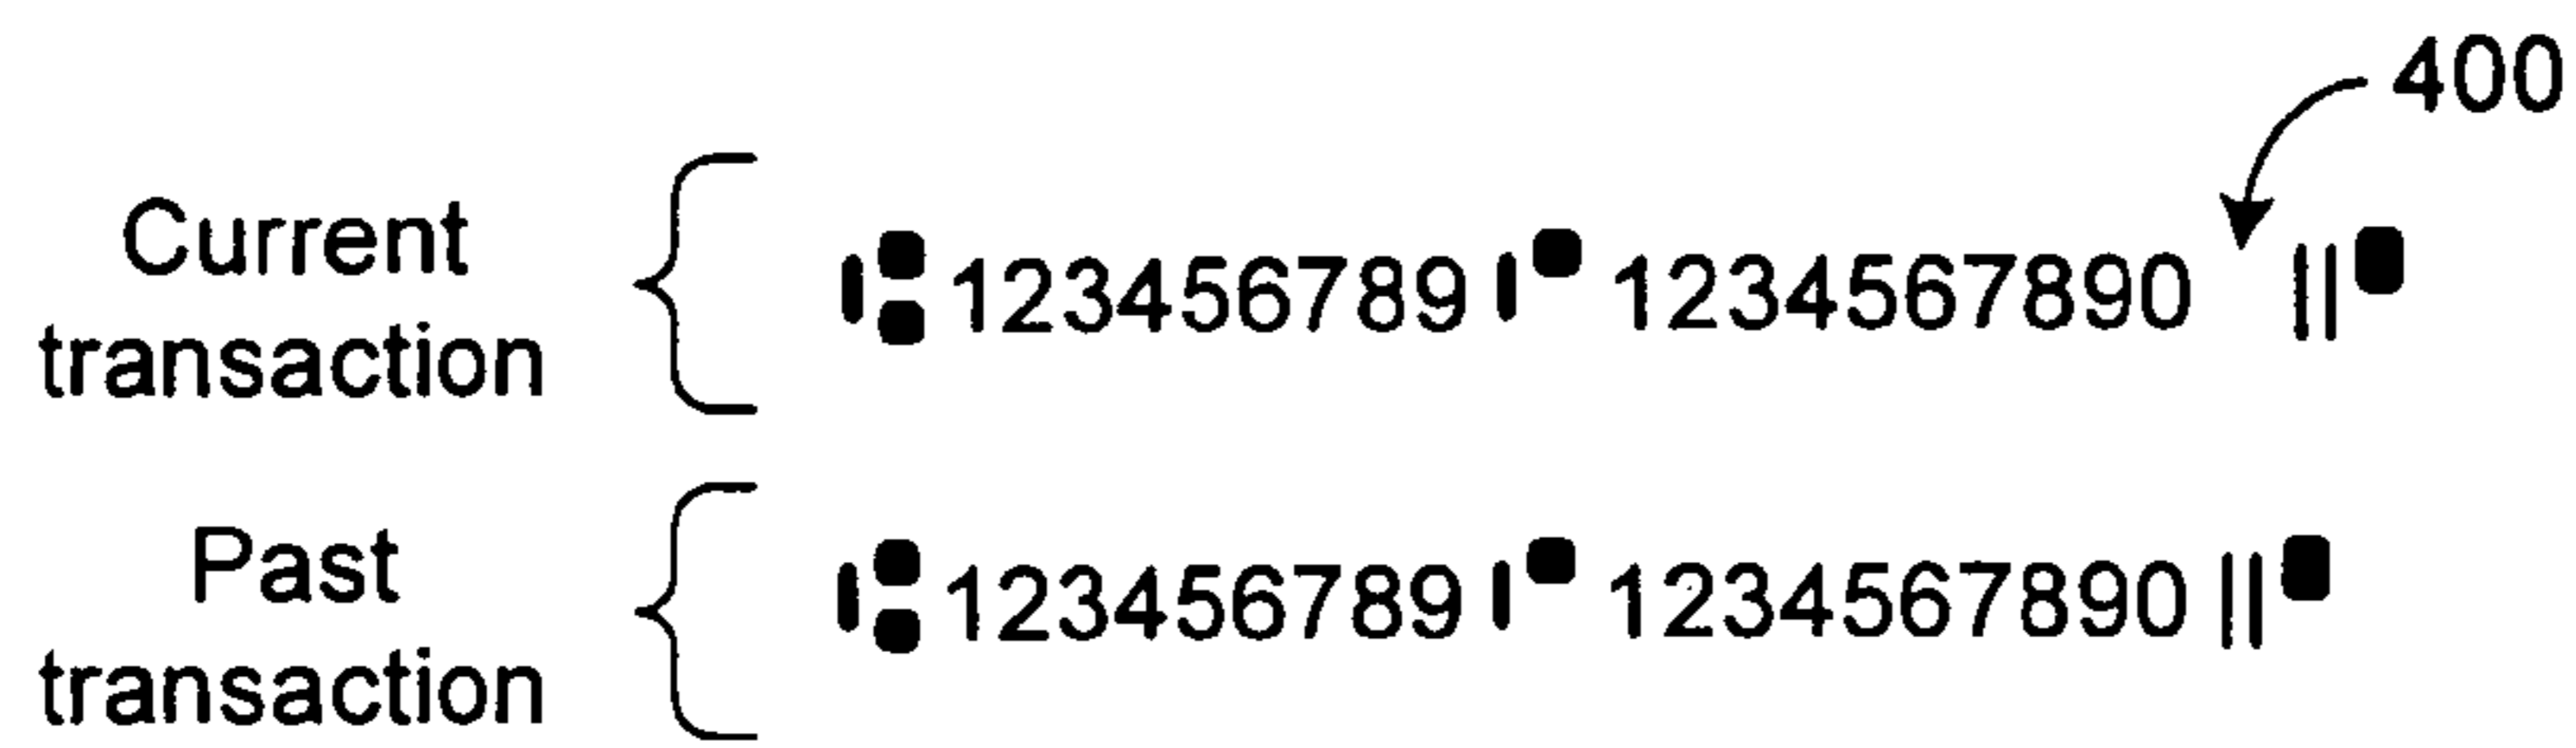 400
Current
transaction
⑆123456789⑆ 1234567890 ⑈
Past
transaction
⑆123456789⑆ 1234567890⑈